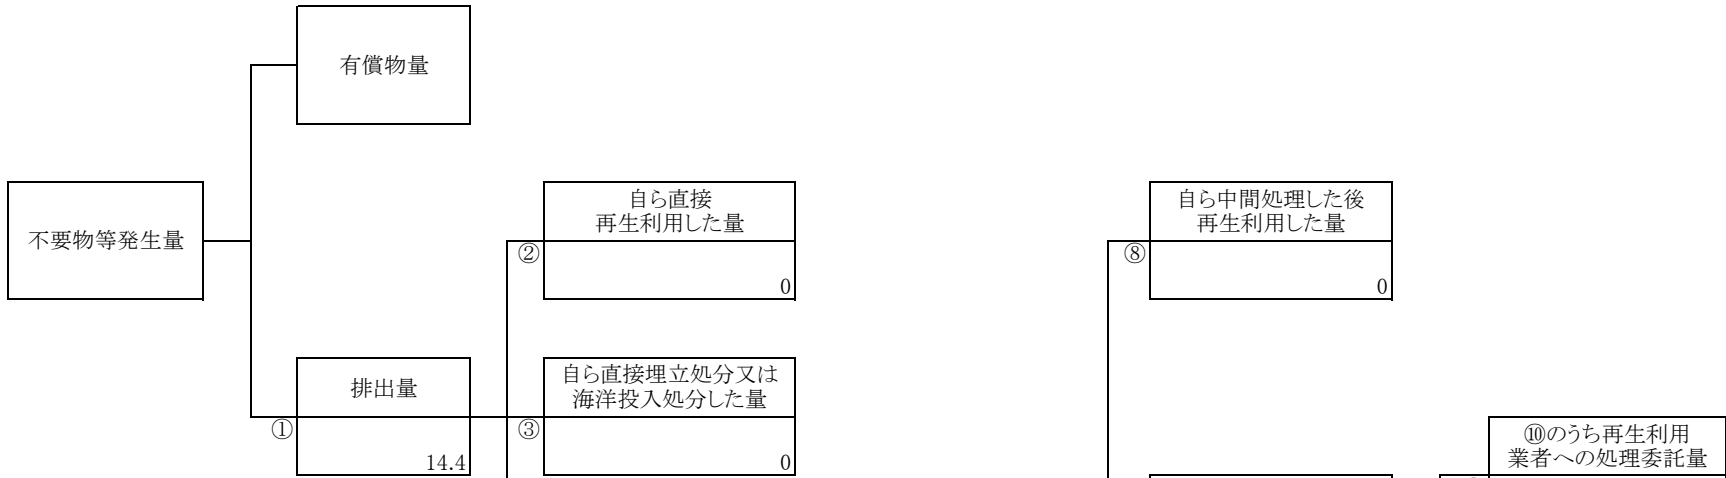 有償物量
不要物等発生量
自ら直接
再生利用した量
②
0
自ら中間処理した後
再生利用した量
⑧
0
排出量
①
14.4
自ら直接埋立処分又は
海洋投入処分した量
③
0
⑩のうち再生利用
業者への処理委託量